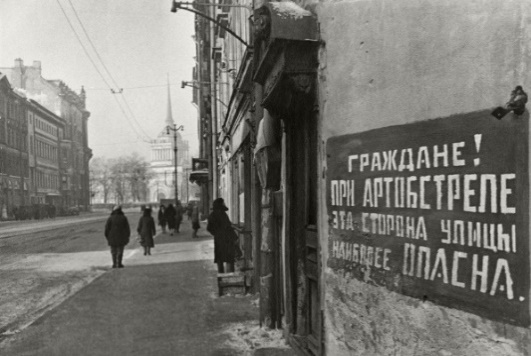 ГРАЖДАНЕ!
ПРИ АРТОБСТРЕЛЕ
ЭТА СТОРОНА УЛИЦЫ
НАИБОЛЕЕ ОПАСНА.